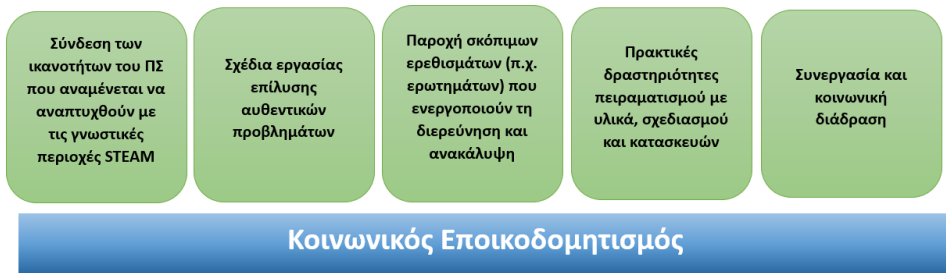 Σύνδεση των
ικανοτήτων του ΠΣ
που αναμένεται να
αναπτυχθούν με
τις γνωστικές
περιοχές STEAM
Σχέδια εργασίας
επίλυσης
αυθεντικών
προβλημάτων
Παροχή σκόπιμων
ερεθισμάτων (π.χ.
ερωτημάτων) που
ενεργοποιούν τη
διερεύνηση και
ανακάλυψη
Πρακτικές
δραστηριότητες
πειραματισμού με
υλικά, σχεδιασμού
και κατασκευών
Συνεργασία και
κοινωνική
διάδραση
Κοινωνικός Εποικοδομητισμός